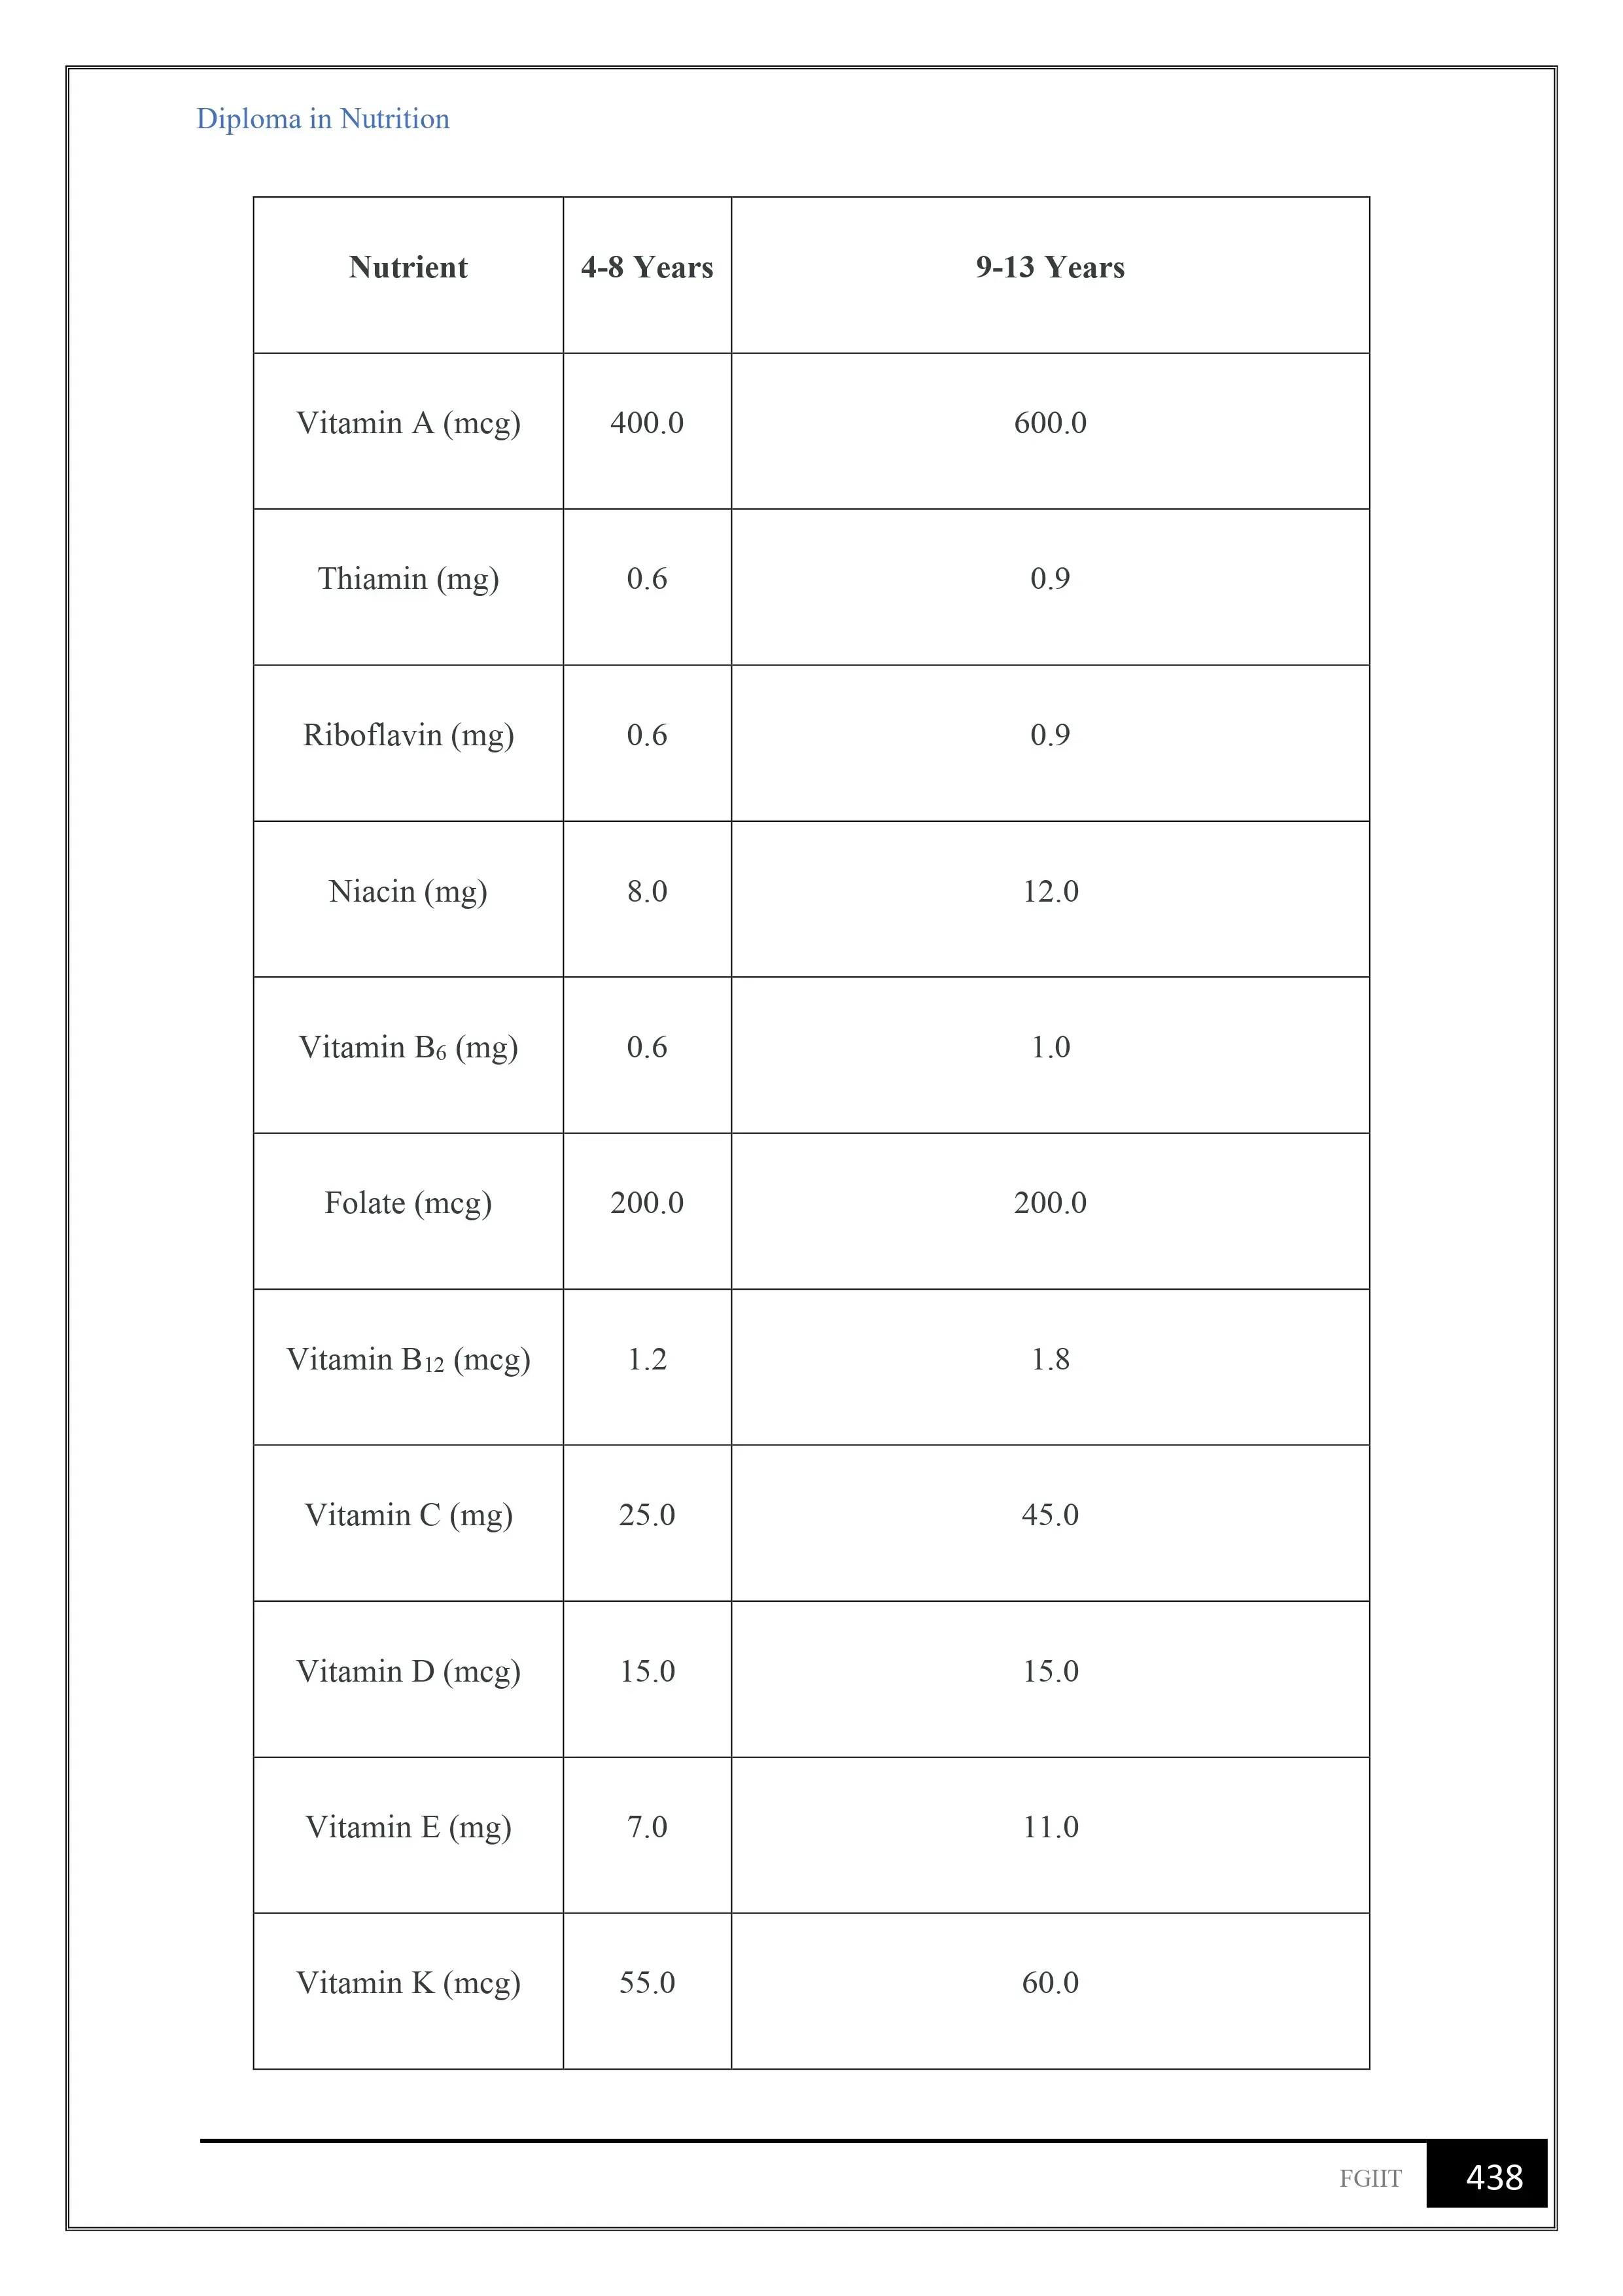 Diploma in Nutrition
Nutrient 4-8 Years 9-13 Years
Vitamin A (mcg) 400.0 600.0
Thiamin (mg) 0.6 0.9
Riboflavin (mg) 0.6 0.9
Niacin (mg) 8.0 12.0
Vitamin B₆ (mg) 0.6 1.0
Folate (mcg) 200.0 200.0
Vitamin B₁₂ (mcg) 1.2 1.8
Vitamin C (mg) 25.0 45.0
Vitamin D (mcg) 15.0 15.0
Vitamin E (mg) 7.0 11.0
Vitamin K (mcg) 55.0 60.0
FGIIT 438